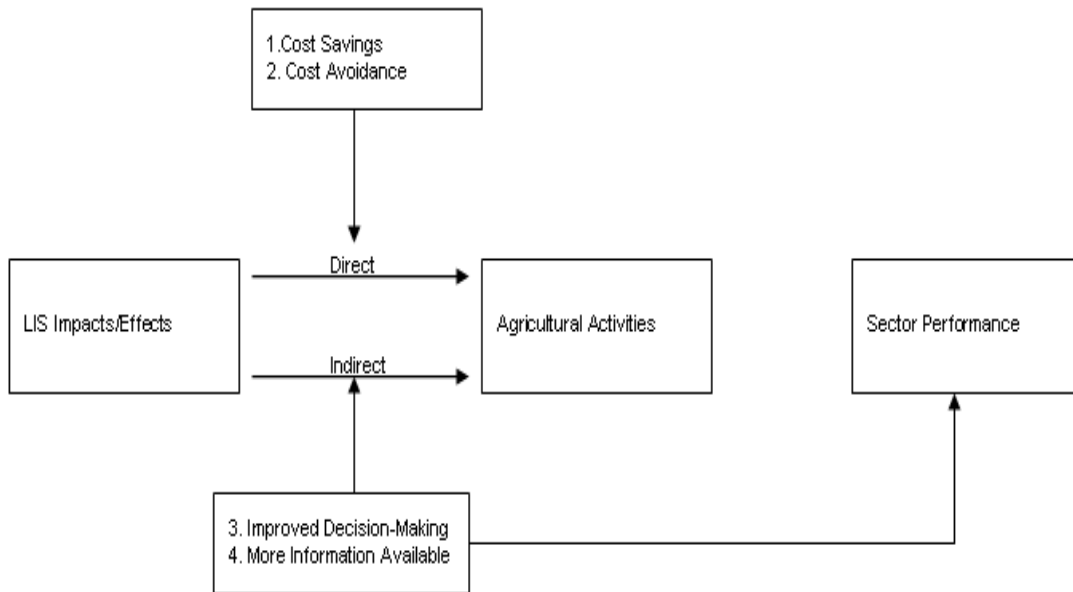 1.Cost Savings
2. Cost Avoidance
Direct
LIS Impacts/Effects
Agricultural Activities
Sector Performance
Indirect
3. Improved Decision-Making
4. More Information Available